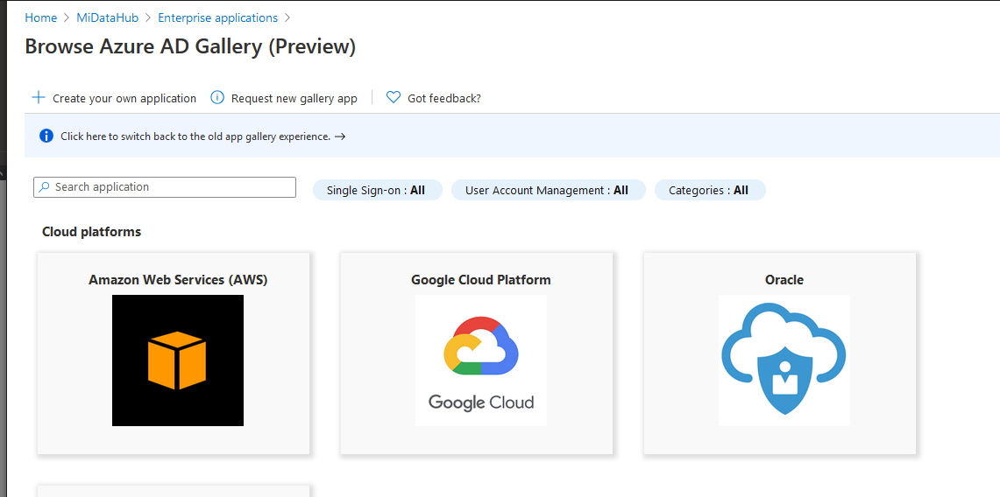 Home > MiDataHub > Enterprise applications >
Browse Azure AD Gallery (Preview)
+ Create your own application Request new gallery app Got feedback?
Click here to switch back to the old app gallery experience. →
Search application Single Sign-on : All User Account Management : All Categories : All
Cloud platforms
Amazon Web Services (AWS) Google Cloud Platform Oracle
Google Cloud